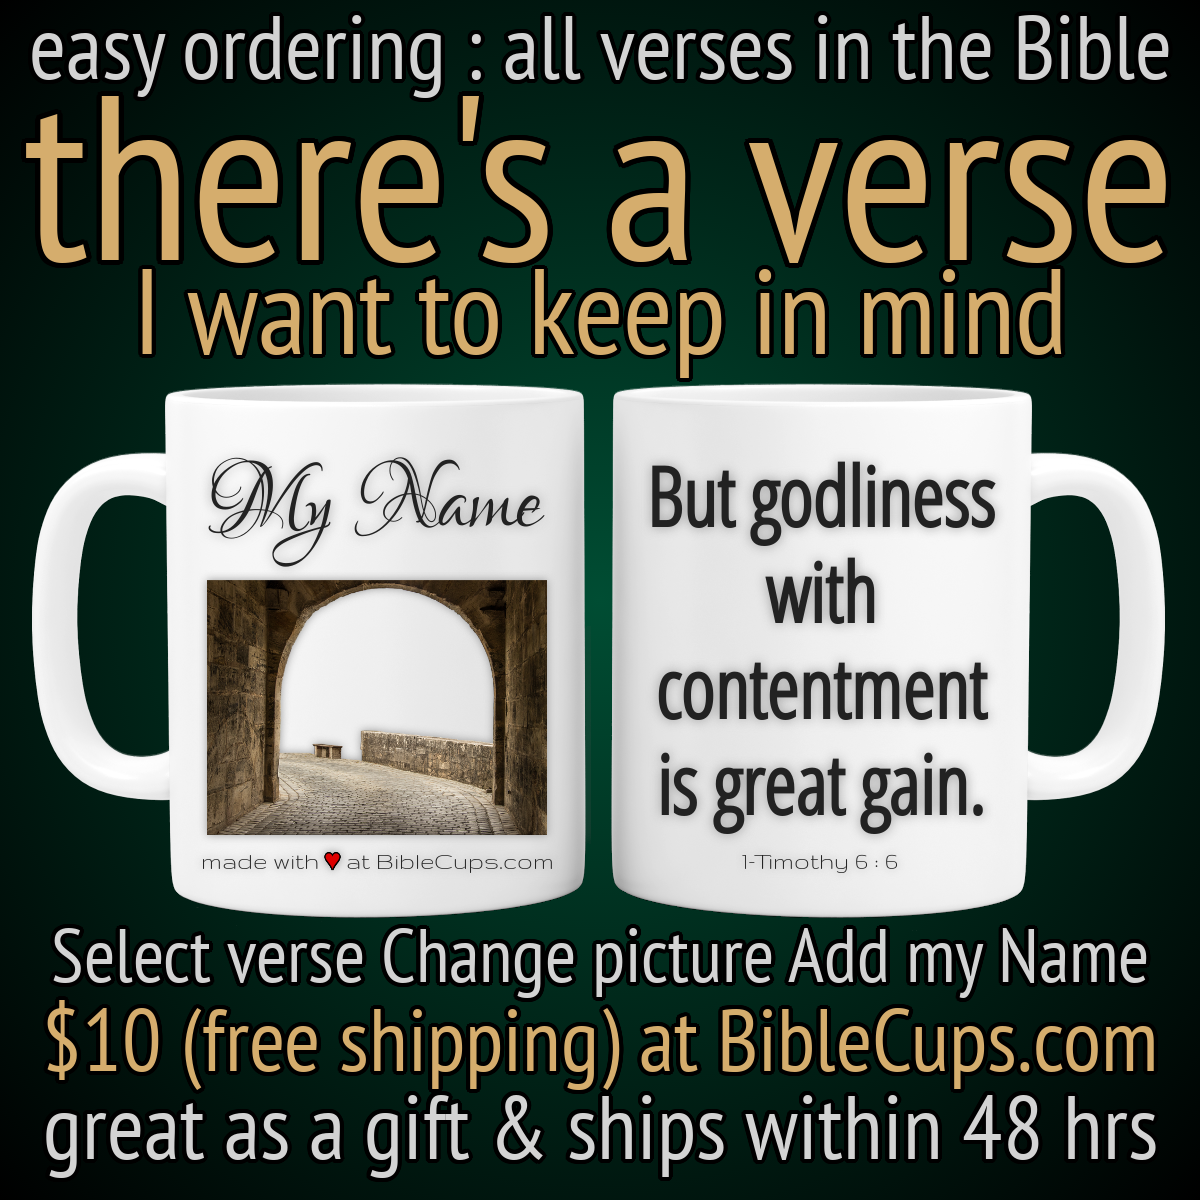 easy ordering : all verses in the Bible
there's a verse
I want to keep in mind
My Name
made with ♥ at BibleCups.com
But godliness
with
contentment
is great gain.
1-Timothy 6 : 6
Select verse Change picture Add my Name
$10 (free shipping) at BibleCups.com
great as a gift & ships within 48 hrs